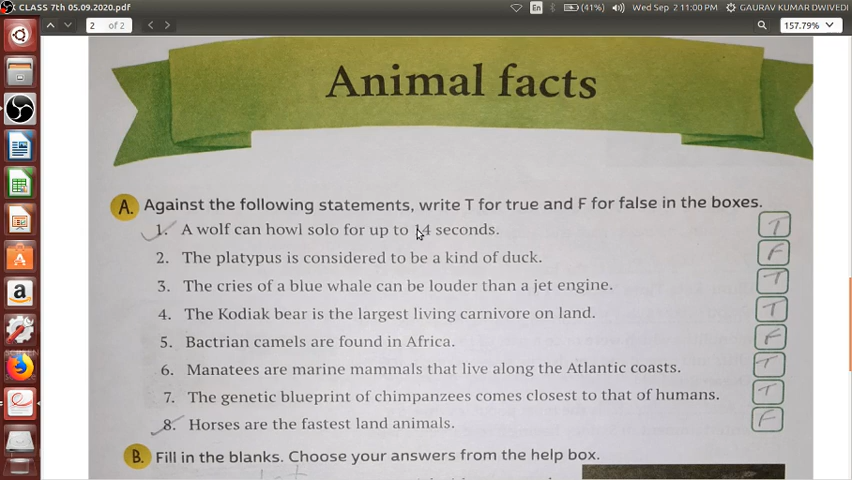 CLASS 7th 05.09.2020.pdf
En (41%) Wed Sep 2 11:00 PM GAURAV KUMAR DWIVEDI
2 of 2 157.79%
Animal facts
A. Against the following statements, write T for true and F for false in the boxes.
1. A wolf can howl solo for up to 14 seconds. T
2. The platypus is considered to be a kind of duck. F
3. The cries of a blue whale can be louder than a jet engine. T
4. The Kodiak bear is the largest living carnivore on land. T
5. Bactrian camels are found in Africa. F
6. Manatees are marine mammals that live along the Atlantic coasts. T
7. The genetic blueprint of chimpanzees comes closest to that of humans. T
8. Horses are the fastest land animals. F
B. Fill in the blanks. Choose your answers from the help box.